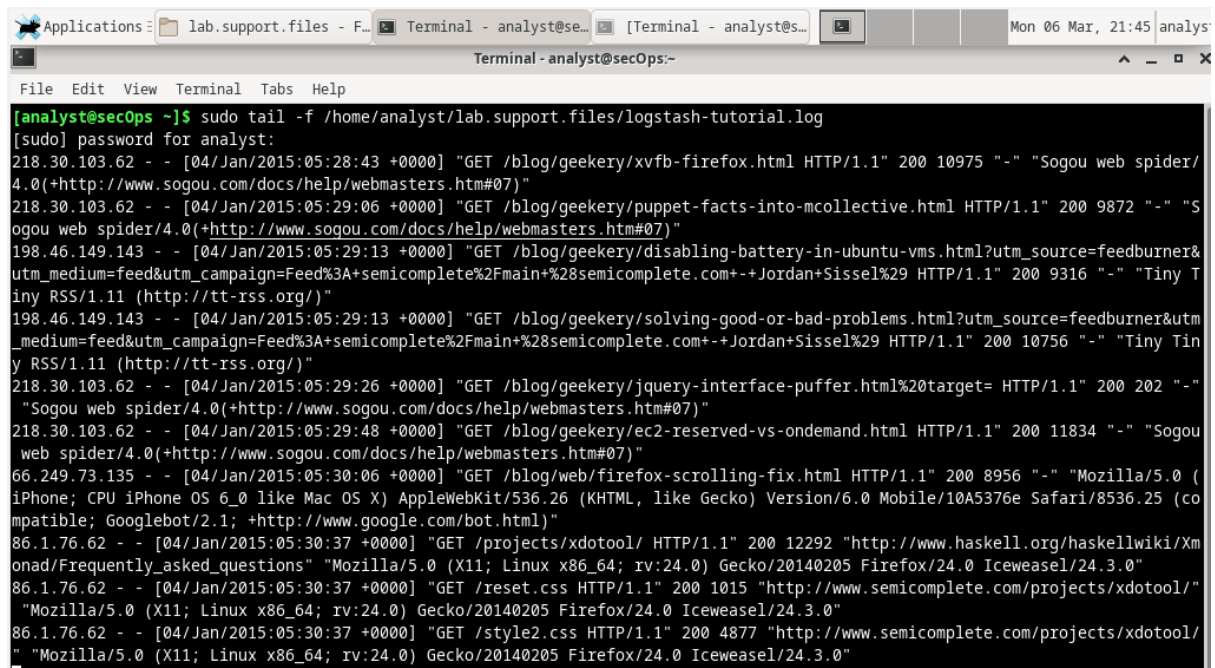 Applications
lab.support.files - F…
Terminal - analyst@se…
[Terminal - analyst@s…
Mon 06 Mar, 21:45
analyst
Terminal - analyst@secOps:~
File Edit View Terminal Tabs Help
[analyst@secOps ~]$ sudo tail -f /home/analyst/lab.support.files/logstash-tutorial.log
[sudo] password for analyst:
218.30.103.62 - - [04/Jan/2015:05:28:43 +0000] "GET /blog/geekery/xvfb-firefox.html HTTP/1.1" 200 10975 "-" "Sogou web spider/
4.0(+http://www.sogou.com/docs/help/webmasters.htm#07)"
218.30.103.62 - - [04/Jan/2015:05:29:06 +0000] "GET /blog/geekery/puppet-facts-into-mcollective.html HTTP/1.1" 200 9872 "-" "S
ogou web spider/4.0(+http://www.sogou.com/docs/help/webmasters.htm#07)"
198.46.149.143 - - [04/Jan/2015:05:29:13 +0000] "GET /blog/geekery/disabling-battery-in-ubuntu-vms.html?utm_source=feedburner&
utm_medium=feed&utm_campaign=Feed%3A+semicomplete%2Fmain+%28semicomplete.com+-+Jordan+Sissel%29 HTTP/1.1" 200 9316 "-" "Tiny T
iny RSS/1.11 (http://tt-rss.org/)"
198.46.149.143 - - [04/Jan/2015:05:29:13 +0000] "GET /blog/geekery/solving-good-or-bad-problems.html?utm_source=feedburner&utm
_medium=feed&utm_campaign=Feed%3A+semicomplete%2Fmain+%28semicomplete.com+-+Jordan+Sissel%29 HTTP/1.1" 200 10756 "-" "Tiny Tin
y RSS/1.11 (http://tt-rss.org/)"
218.30.103.62 - - [04/Jan/2015:05:29:26 +0000] "GET /blog/geekery/jquery-interface-puffer.html%20target= HTTP/1.1" 200 202 "-"
"Sogou web spider/4.0(+http://www.sogou.com/docs/help/webmasters.htm#07)"
218.30.103.62 - - [04/Jan/2015:05:29:48 +0000] "GET /blog/geekery/ec2-reserved-vs-ondemand.html HTTP/1.1" 200 11834 "-" "Sogou
web spider/4.0(+http://www.sogou.com/docs/help/webmasters.htm#07)"
66.249.73.135 - - [04/Jan/2015:05:30:06 +0000] "GET /blog/web/firefox-scrolling-fix.html HTTP/1.1" 200 8956 "-" "Mozilla/5.0 (
iPhone; CPU iPhone OS 6_0 like Mac OS X) AppleWebKit/536.26 (KHTML, like Gecko) Version/6.0 Mobile/10A5376e Safari/8536.25 (co
mpatible; Googlebot/2.1; +http://www.google.com/bot.html)"
86.1.76.62 - - [04/Jan/2015:05:30:37 +0000] "GET /projects/xdotool/ HTTP/1.1" 200 12292 "http://www.haskell.org/haskellwiki/Xm
onad/Frequently_asked_questions" "Mozilla/5.0 (X11; Linux x86_64; rv:24.0) Gecko/20140205 Firefox/24.0 Iceweasel/24.3.0"
86.1.76.62 - - [04/Jan/2015:05:30:37 +0000] "GET /reset.css HTTP/1.1" 200 1015 "http://www.semicomplete.com/projects/xdotool/"
"Mozilla/5.0 (X11; Linux x86_64; rv:24.0) Gecko/20140205 Firefox/24.0 Iceweasel/24.3.0"
86.1.76.62 - - [04/Jan/2015:05:30:37 +0000] "GET /style2.css HTTP/1.1" 200 4877 "http://www.semicomplete.com/projects/xdotool/
" "Mozilla/5.0 (X11; Linux x86_64; rv:24.0) Gecko/20140205 Firefox/24.0 Iceweasel/24.3.0"